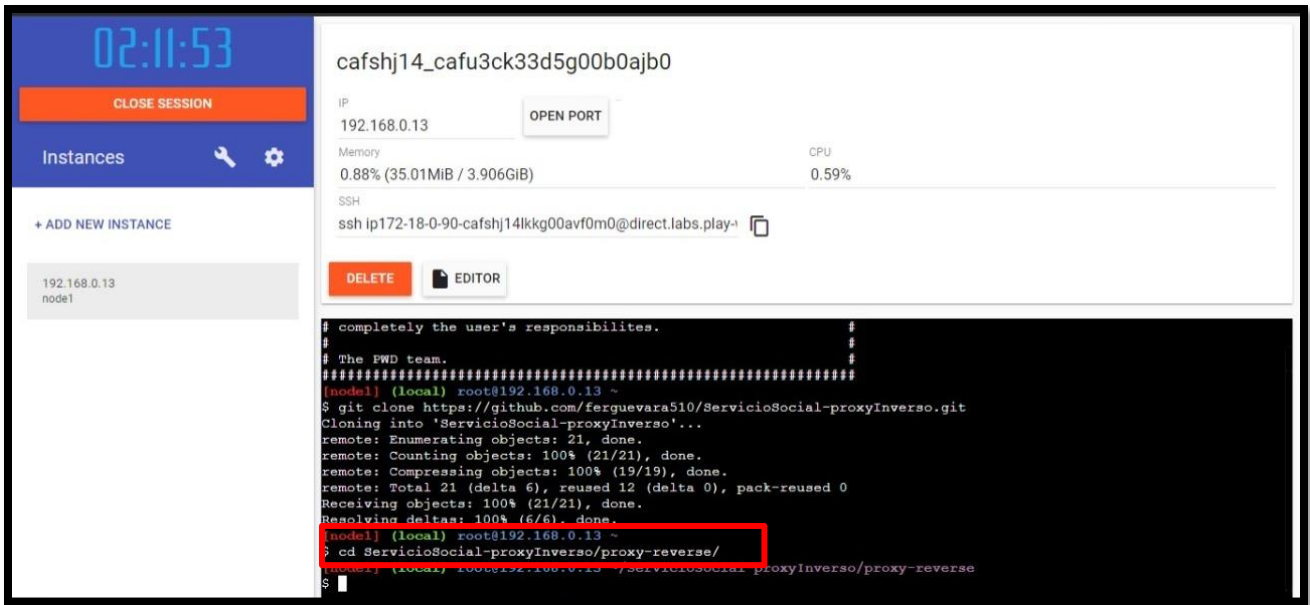 02:11:53
CLOSE SESSION
Instances
+ ADD NEW INSTANCE
192.168.0.13
node1
cafshj14_cafu3ck33d5g00b0ajb0
IP
192.168.0.13
OPEN PORT
Memory
0.88% (35.01MiB / 3.906GiB)
CPU
0.59%
SSH
ssh ip172-18-0-90-cafshj14lkkg00avf0m0@direct.labs.play-
DELETE
EDITOR
# completely the user's responsibilites. #
# #
# The PWD team. #
###############################################################
[node1] (local) root@192.168.0.13 ~
$ git clone https://github.com/ferguevara510/ServicioSocial-proxyInverso.git
Cloning into 'ServicioSocial-proxyInverso'...
remote: Enumerating objects: 21, done.
remote: Counting objects: 100% (21/21), done.
remote: Compressing objects: 100% (19/19), done.
remote: Total 21 (delta 6), reused 12 (delta 0), pack-reused 0
Receiving objects: 100% (21/21), done.
Resolving deltas: 100% (6/6), done.
[node1] (local) root@192.168.0.13 ~
$ cd ServicioSocial-proxyInverso/proxy-reverse/
[node1] (local) root@192.168.0.13 ~/ServicioSocial-proxyInverso/proxy-reverse
$